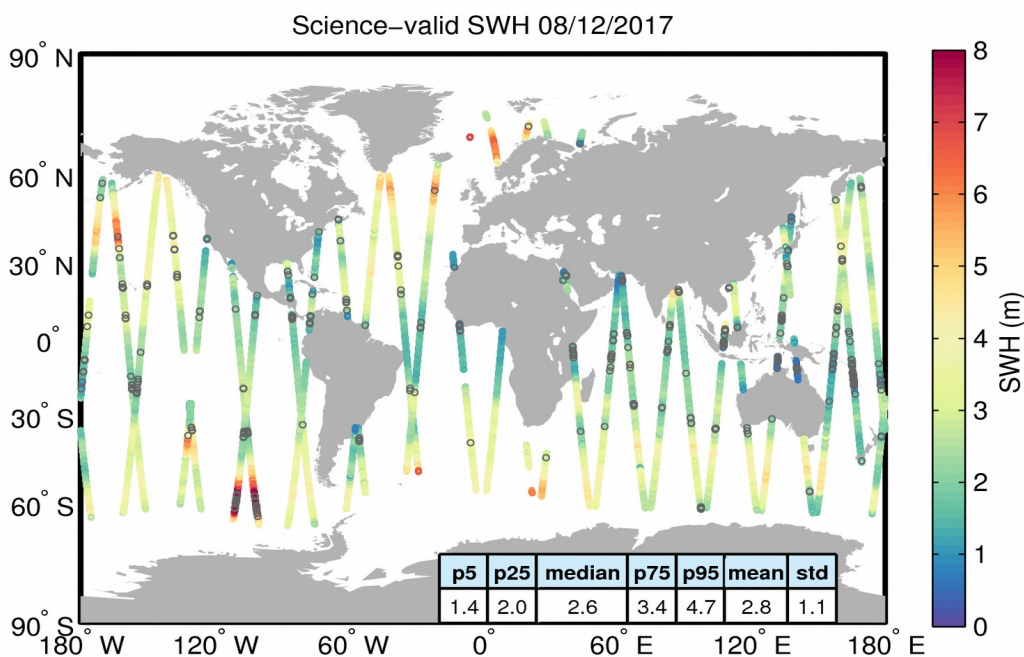 Science−valid SWH 08/12/2017
90° N
60° N
30° N
0°
30° S
60° S
90° S
180° W
120° W
60° W
0°
60° E
120° E
180° E
p5 p25 median p75 p95 mean std
1.4 2.0 2.6 3.4 4.7 2.8 1.1
8
7
6
5
4
3
2
1
0
SWH (m)